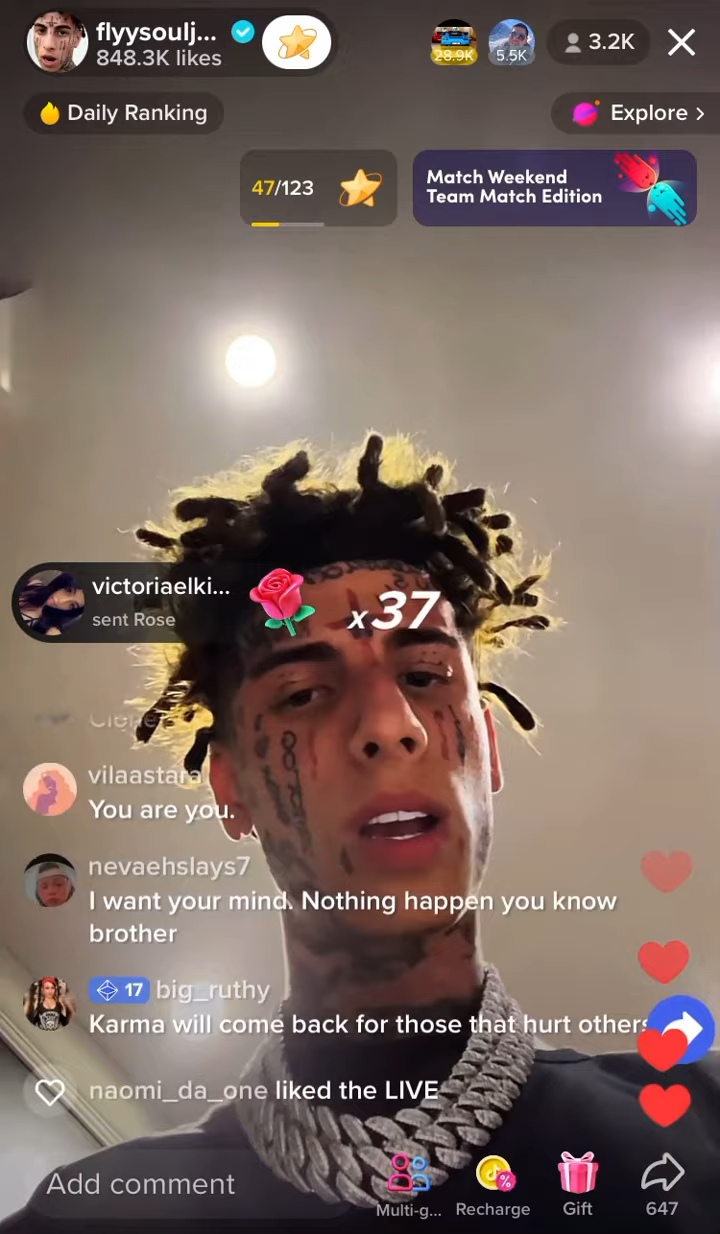 flyysoulj...
848.3K likes
28.9K
5.5K
3.2K
Daily Ranking
Explore >
47/123
Match Weekend
Team Match Edition
victoriaelki...
sent Rose
x37
vilaastara
You are you.
nevaehslays7
I want your mind. Nothing happen you know
brother
17 big_ruthy
Karma will come back for those that hurt others
naomi_da_one liked the LIVE
Add comment
Multi-g...
Recharge
Gift
647